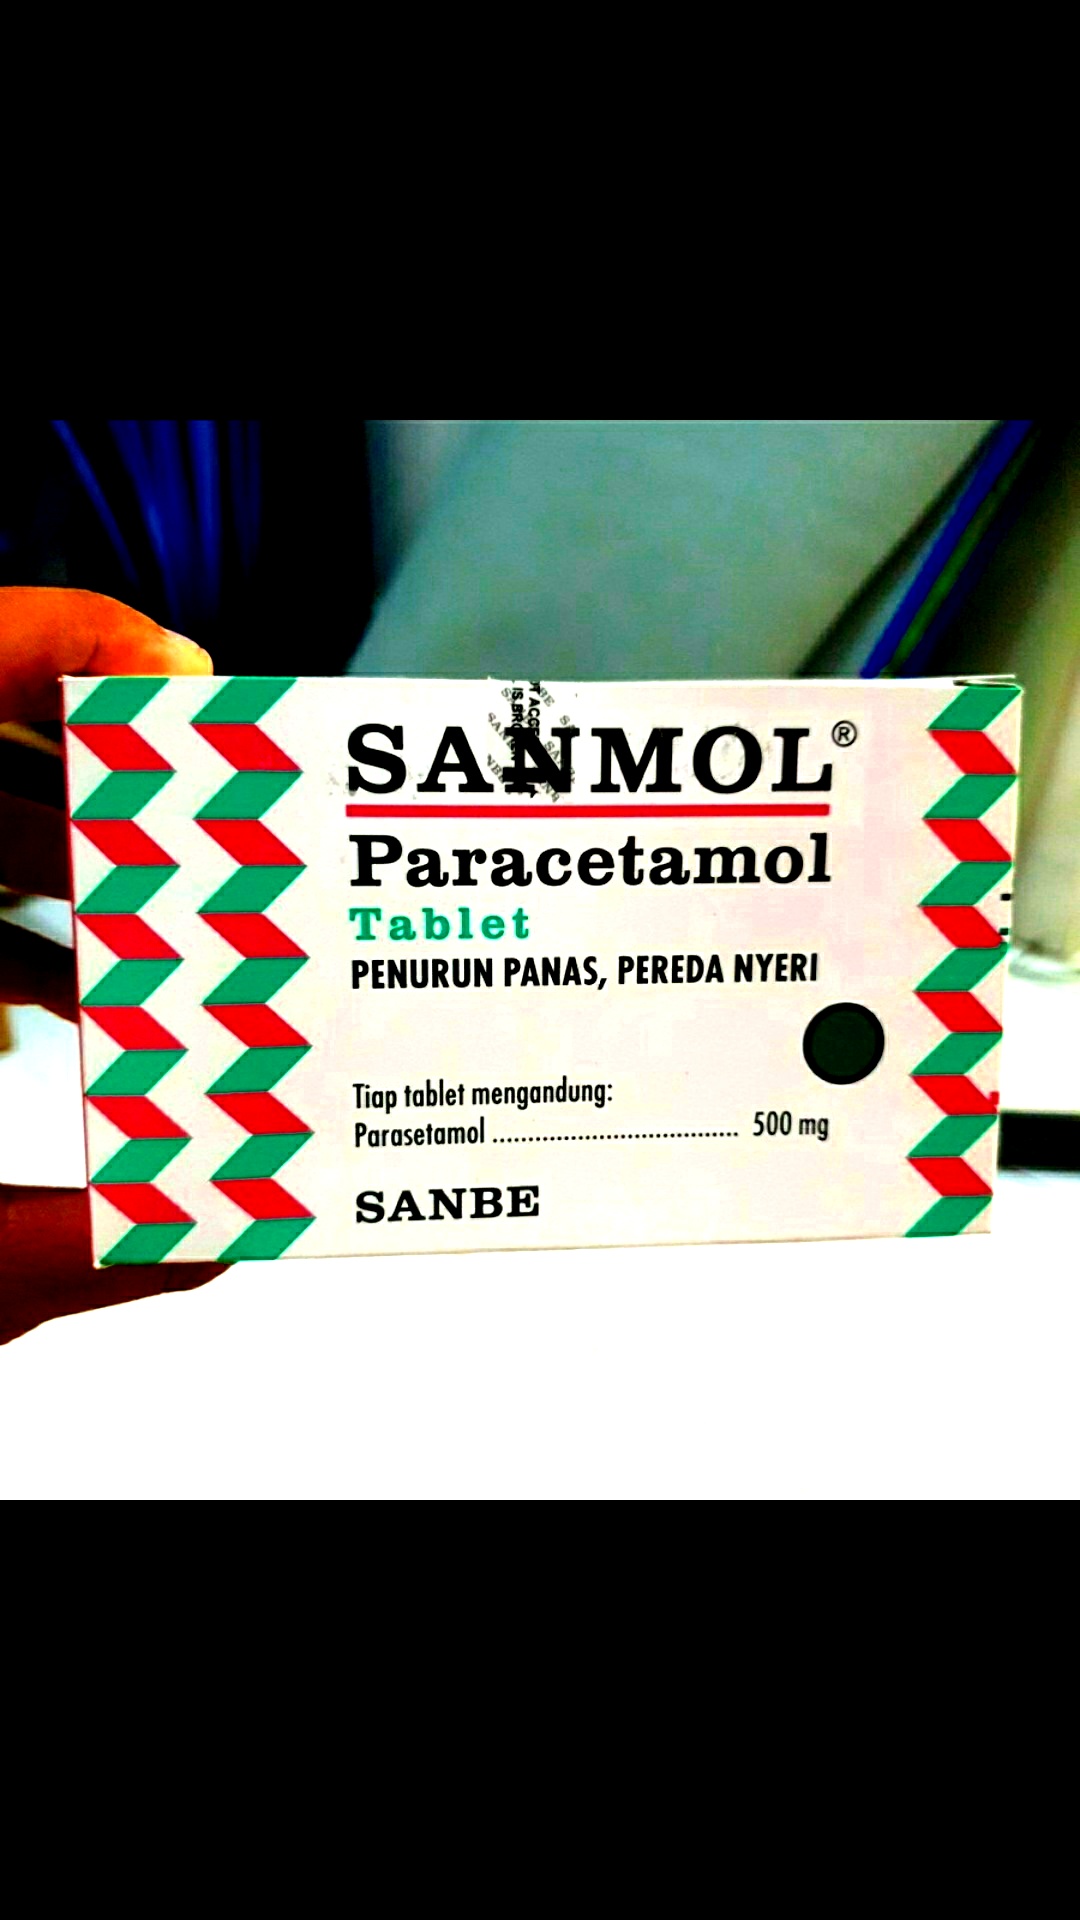 SANMOL®
Paracetamol
Tablet
PENURUN PANAS, PEREDA NYERI
Tiap tablet mengandung:
Parasetamol .................................. 500 mg
SANBE